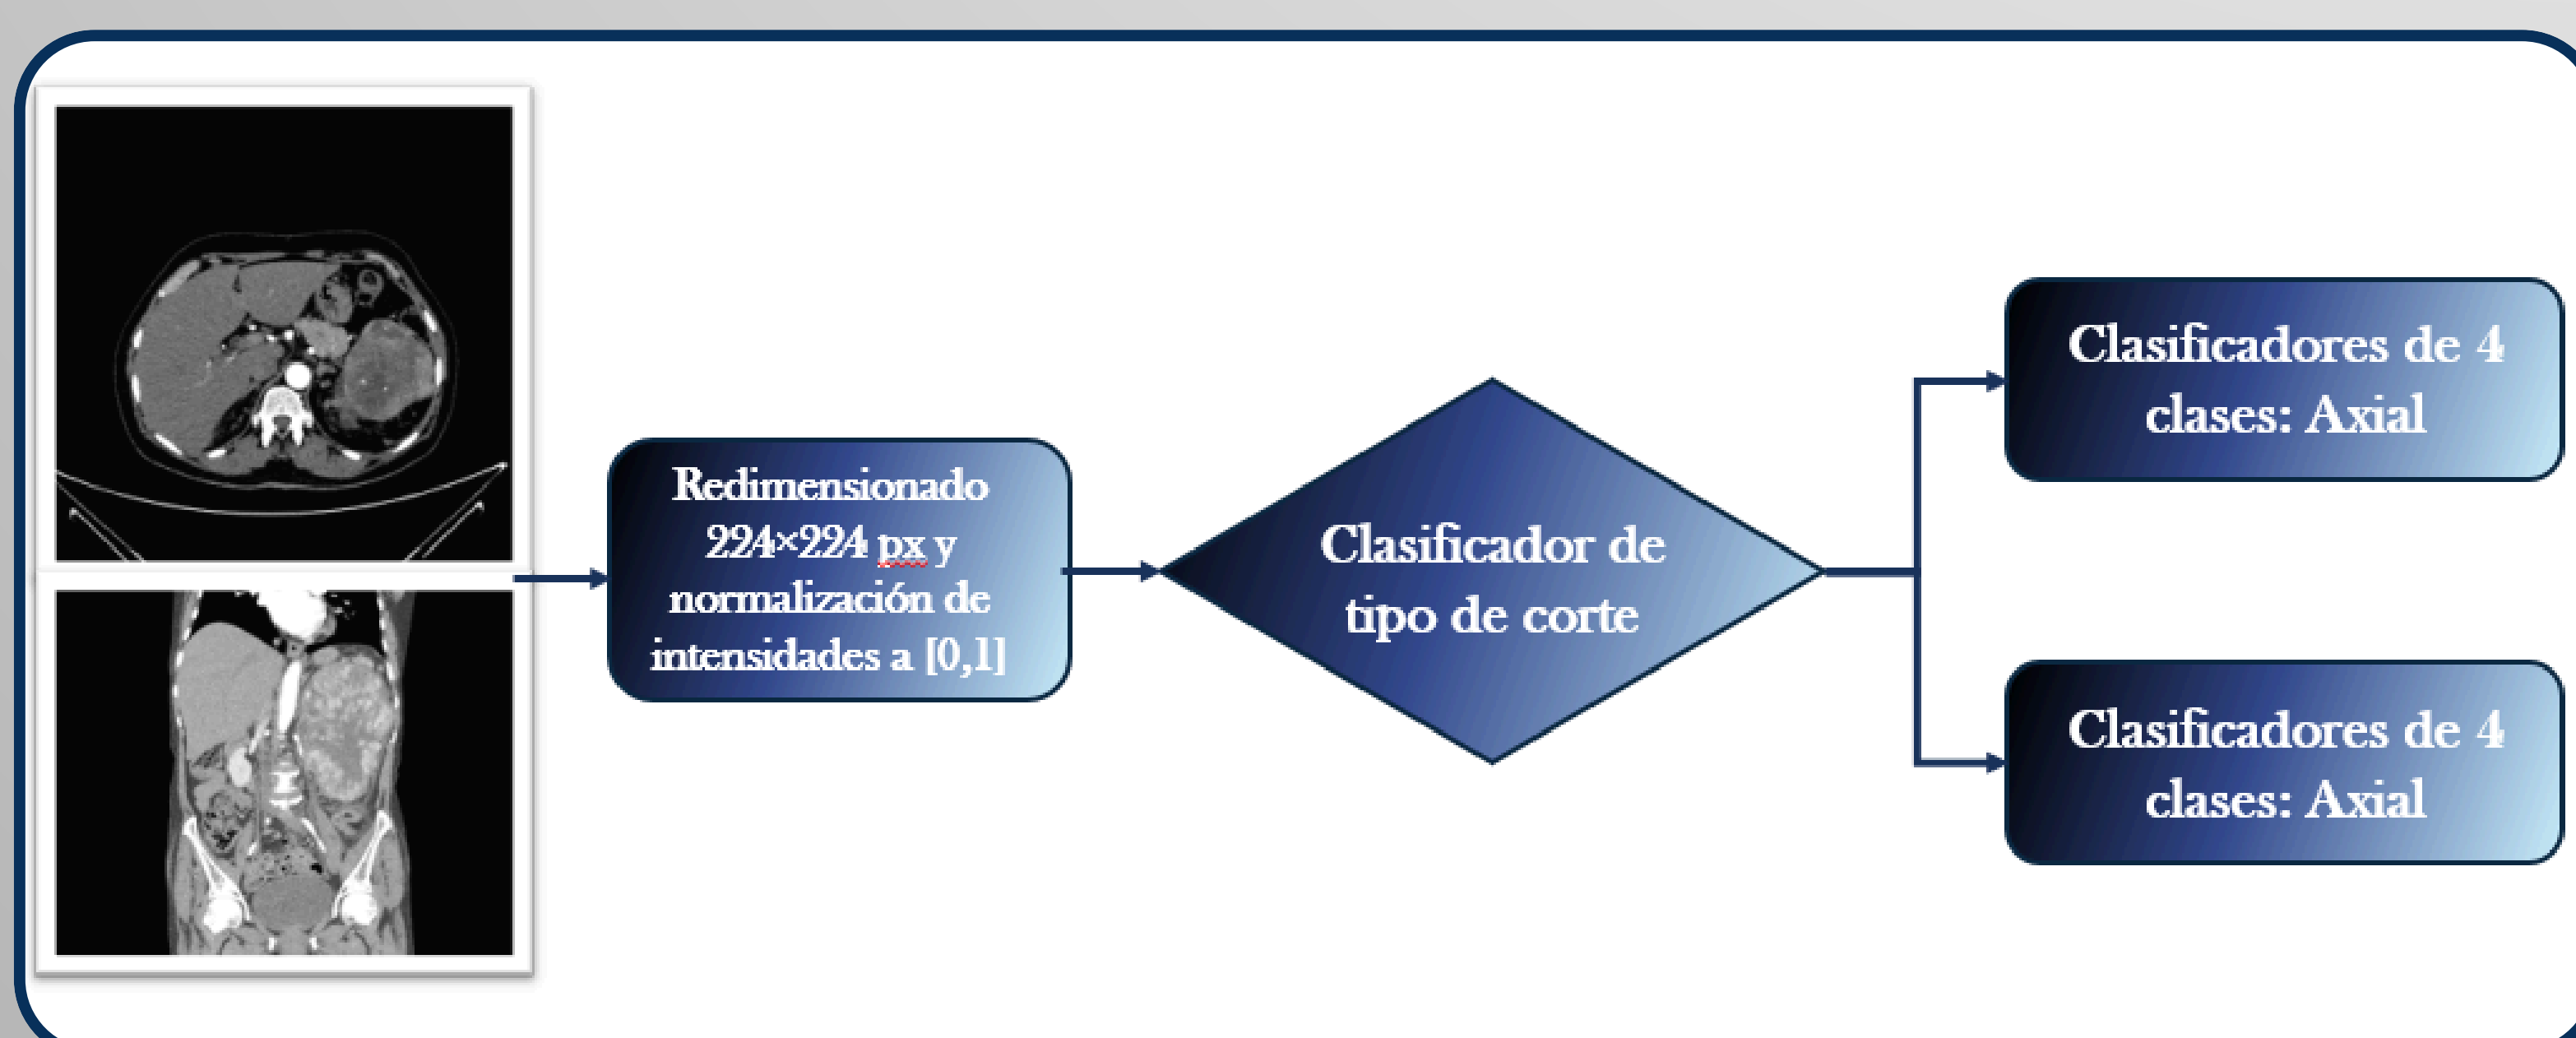 Redimensionado
224×224 px y
normalización de
intensidades a [0,1]
Clasificador de
tipo de corte
Clasificadores de 4
clases: Axial
Clasificadores de 4
clases: Axial